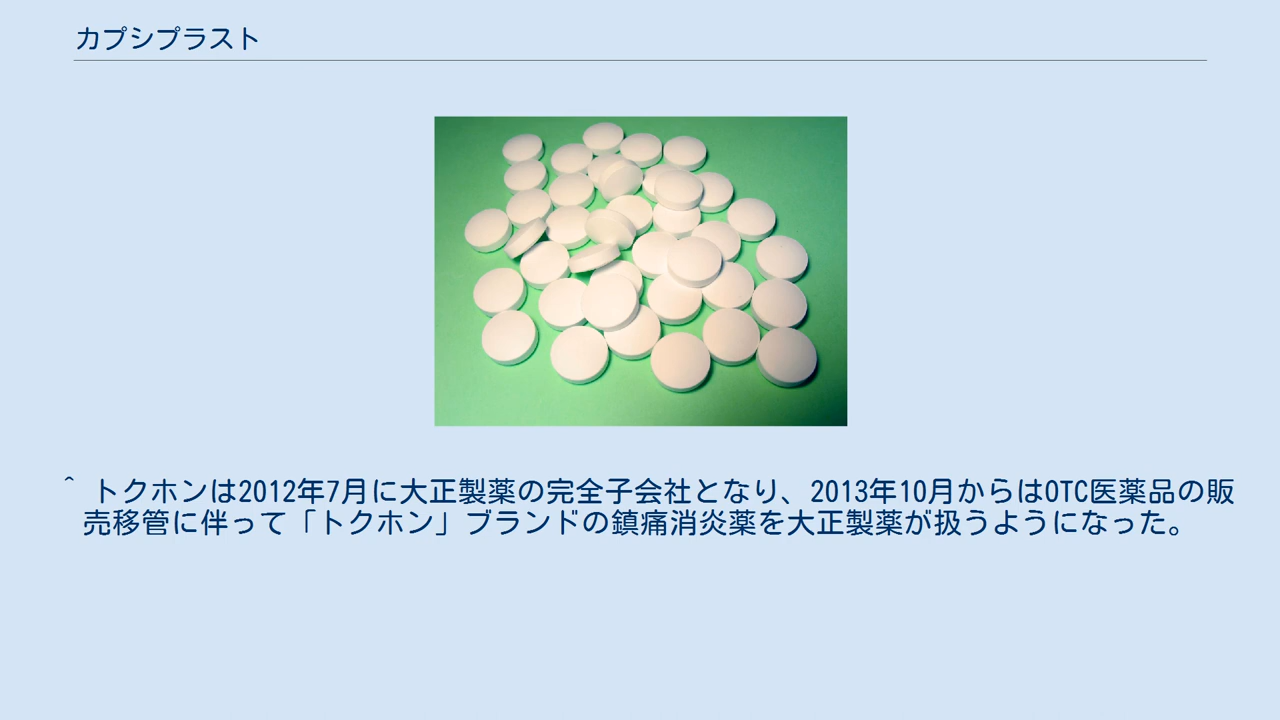 カプシプラスト
^ トクホンは2012年7月に大正製薬の完全子会社となり、2013年10月からはOTC医薬品の販
売移管に伴って「トクホン」ブランドの鎮痛消炎薬を大正製薬が扱うようになった。